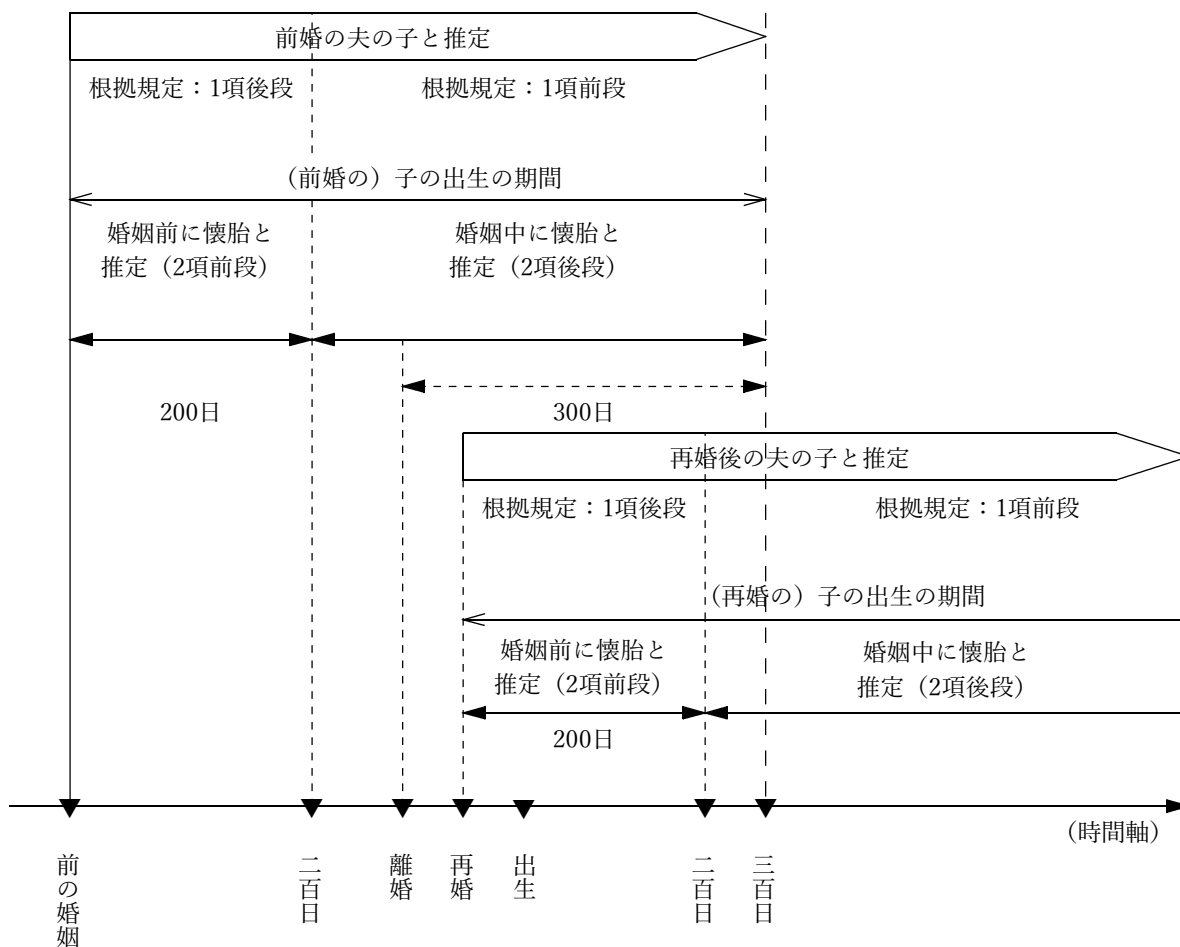 前婚の夫の子と推定
根拠規定：1項後段
根拠規定：1項前段
（前婚の）子の出生の期間
婚姻前に懐胎と
推定（2項前段）
婚姻中に懐胎と
推定（2項後段）
200日
300日
再婚後の夫の子と推定
根拠規定：1項後段
根拠規定：1項前段
（再婚の）子の出生の期間
婚姻前に懐胎と
推定（2項前段）
婚姻中に懐胎と
推定（2項後段）
200日
（時間軸）
前の婚姻
二百日
離婚
再婚
出生
二百日
三百日